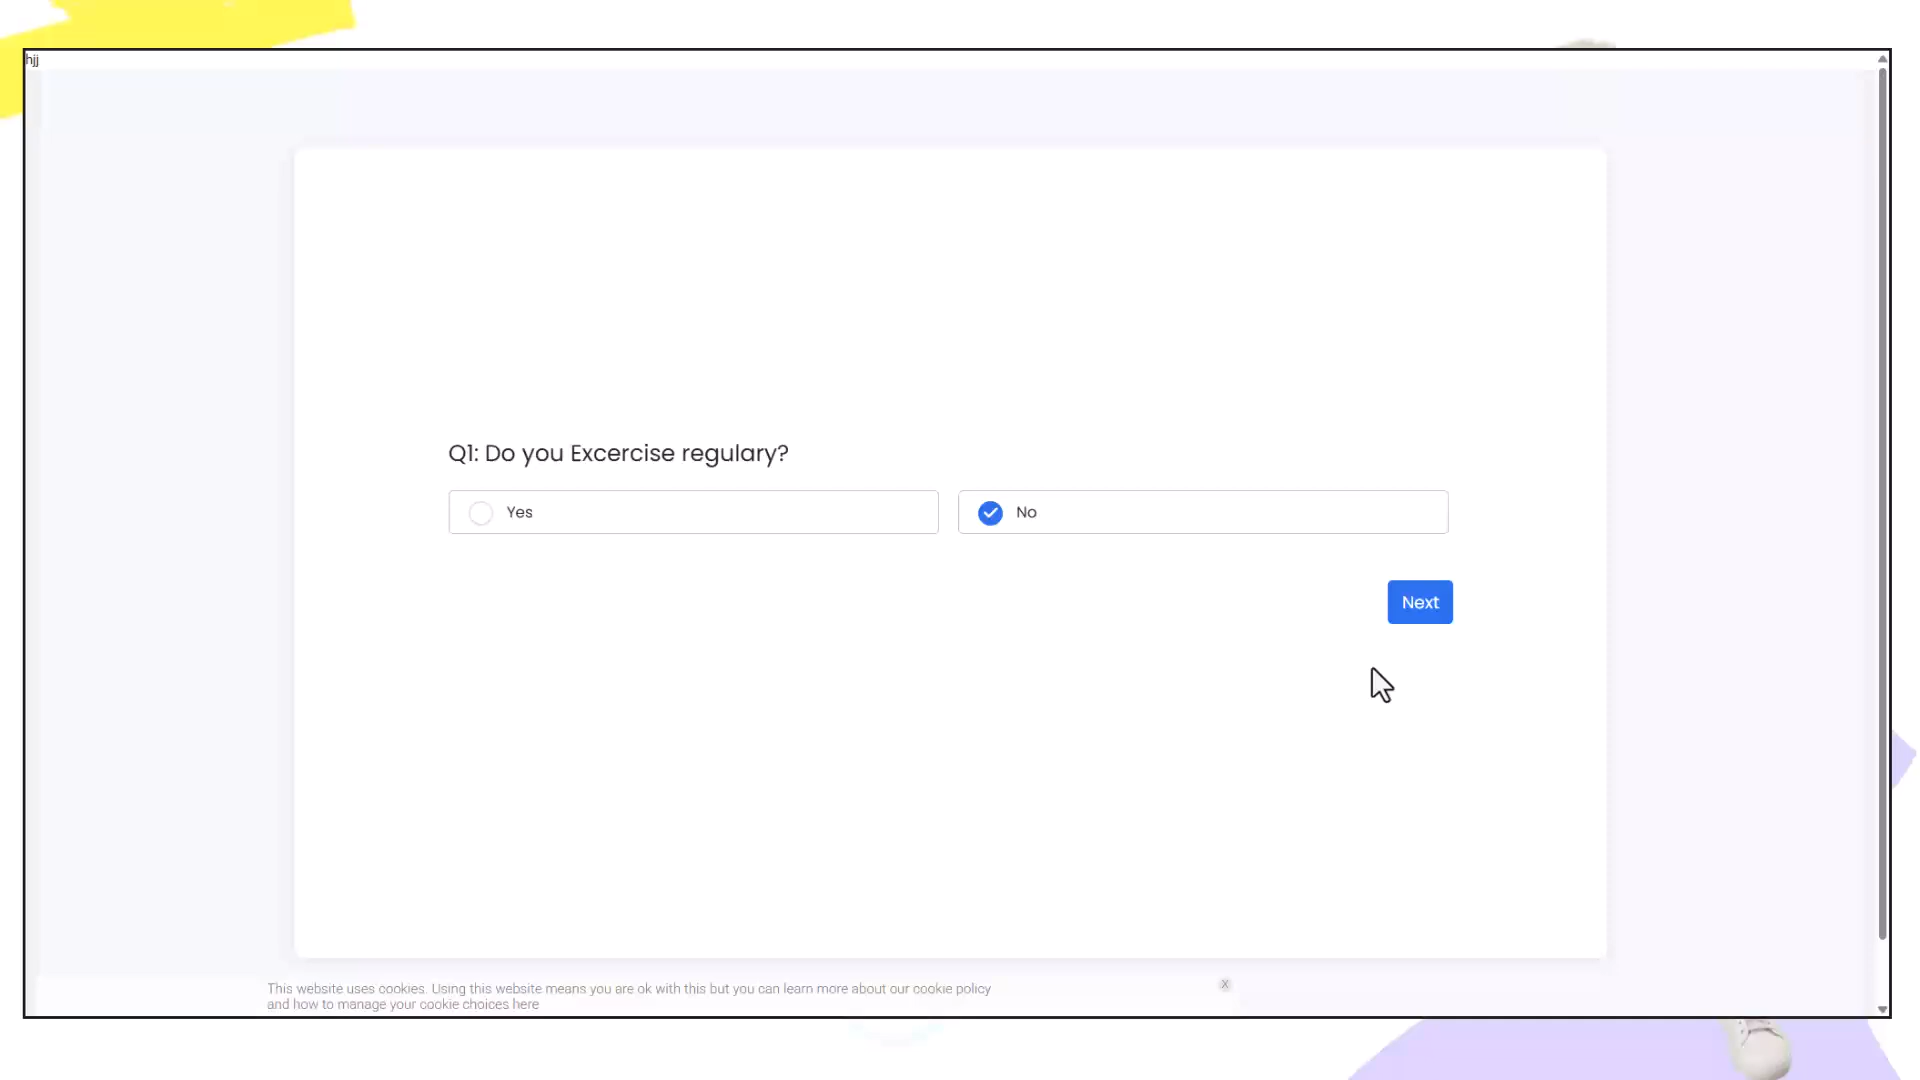 hjj
Q1: Do you Excercise regulary?
Yes
No
Next
This website uses cookies. Using this website means you are ok with this but you can learn more about our cookie policy
and how to manage your cookie choices here
X